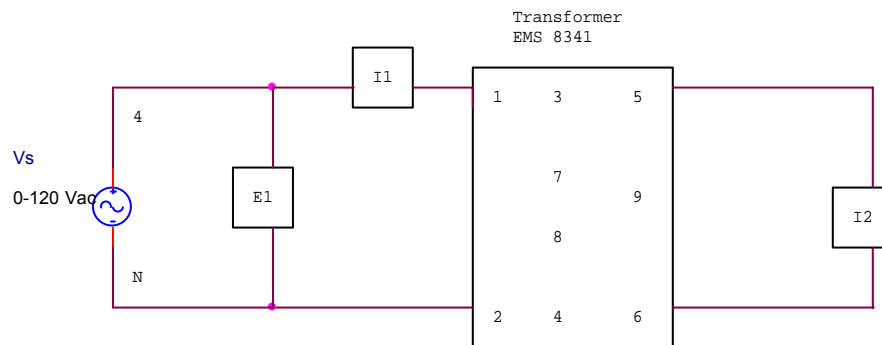 Transformer
EMS 8341
I1
1 3 5
4
Vs
0-120 Vac
E1
7
9
I2
8
N
2 4 6